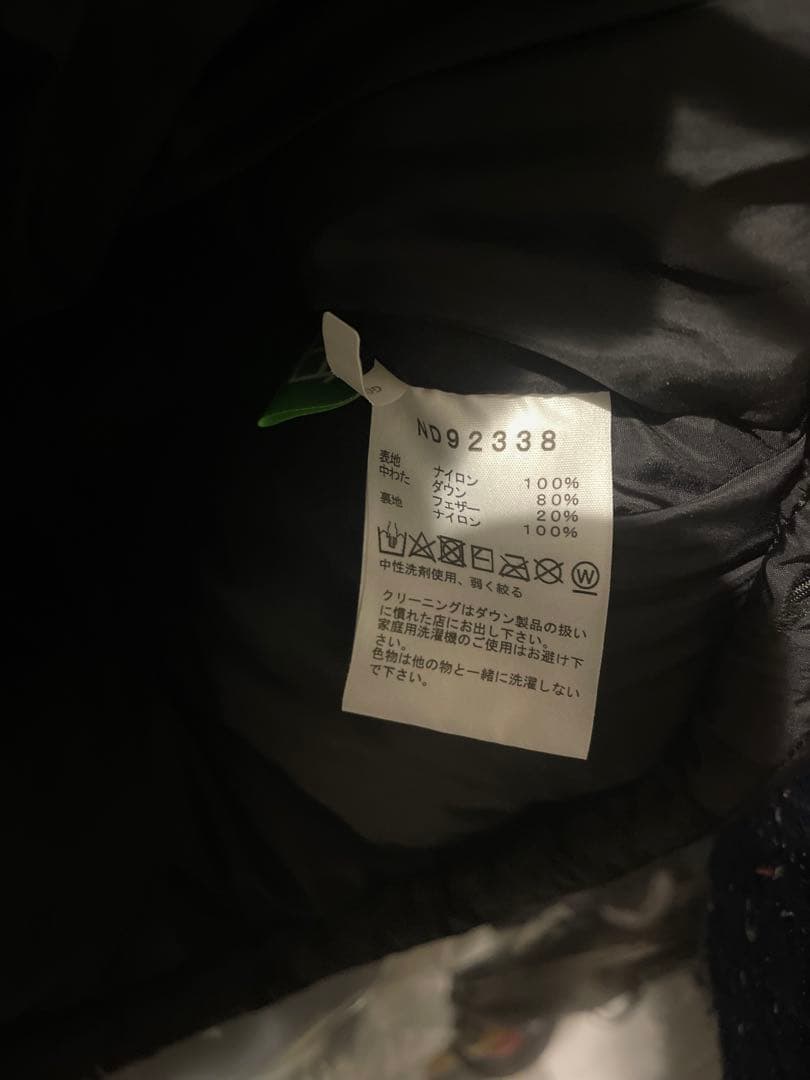 ND92338
表地 ナイロン 100%
中わた ダウン 80%
フェザー 20%
裏地 ナイロン 100%
W
中性洗剤使用、弱く絞る
クリーニングはダウン製品の扱い
に慣れた店にお出し下さい。
家庭用洗濯機のご使用はお避け下
さい。
色物は他の物と一緒に洗濯しない
で下さい。